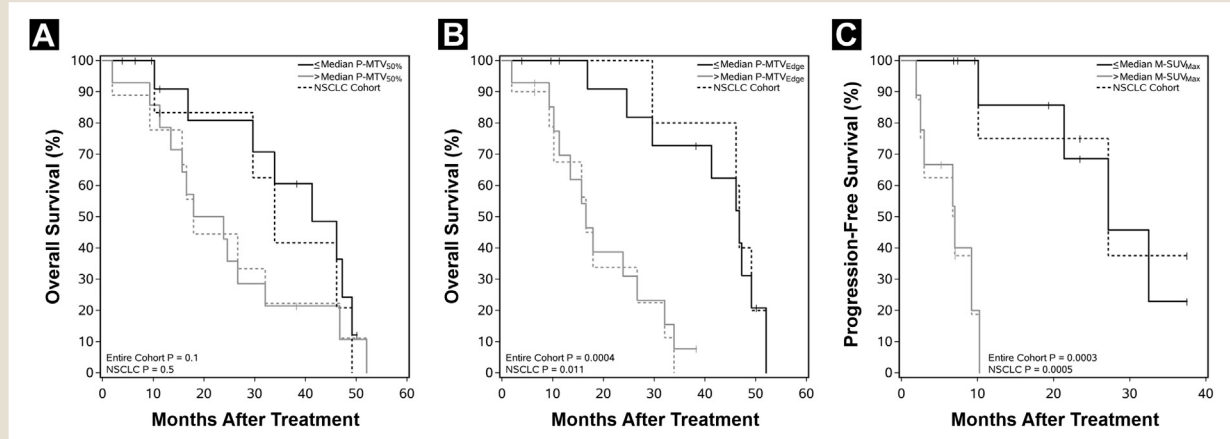 A
Overall Survival (%)
100
90
80
70
60
50
40
30
20
10
0
≤Median P-MTV50%
>Median P-MTV50%
NSCLC Cohort
Entire Cohort P = 0.1
NSCLC P = 0.5
0 10 20 30 40 50 60
Months After Treatment
B
Overall Survival (%)
100
90
80
70
60
50
40
30
20
10
0
≤Median P-MTVEdge
>Median P-MTVEdge
NSCLC Cohort
Entire Cohort P = 0.0004
NSCLC P = 0.011
0 10 20 30 40 50 60
Months After Treatment
C
Progression-Free Survival (%)
100
90
80
70
60
50
40
30
20
10
0
≤Median M-SUVMax
>Median M-SUVMax
NSCLC Cohort
Entire Cohort P = 0.0003
NSCLC P = 0.0005
0 10 20 30 40
Months After Treatment